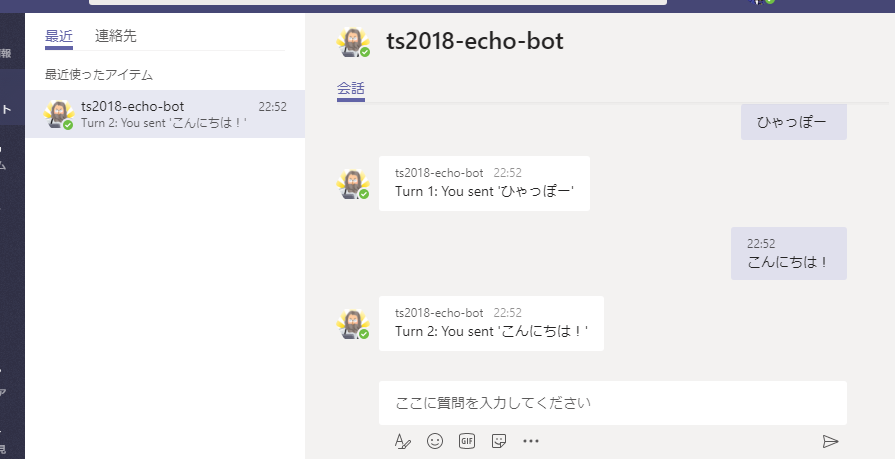 最近 連絡先
最近使ったアイテム
ts2018-echo-bot 22:52
Turn 2: You sent 'こんにちは！'
ts2018-echo-bot
会話
ひゃっぽー
ts2018-echo-bot 22:52
Turn 1: You sent 'ひゃっぽー'
22:52
こんにちは！
ts2018-echo-bot 22:52
Turn 2: You sent 'こんにちは！'
ここに質問を入力してください
GIF